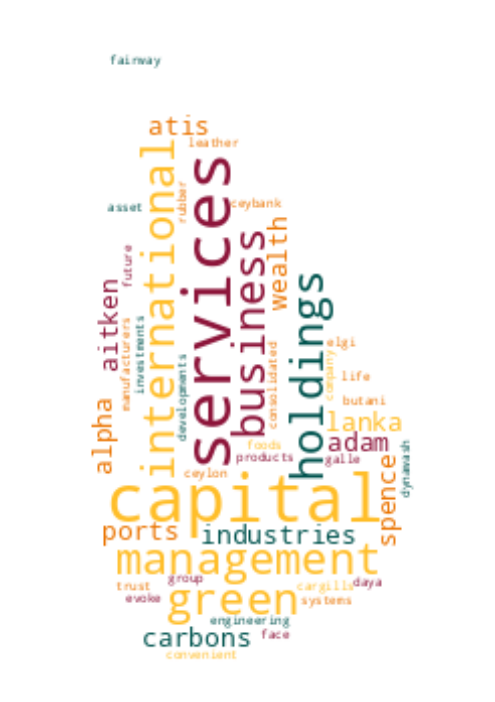 fairway
atis
leather
international
services
rubber
ceybank
asset
wealth
business
future
holdings
aitken
manufacturers
investments
developments
consolidated
company
elgi
life
butani
alpha
lanka
adam
foods
products
galle
dynawash
ceylon
spence
capital
ports
industries
management
trust
group
cargills
daya
evoke
green
systems
engineering
carbons
face
convenient